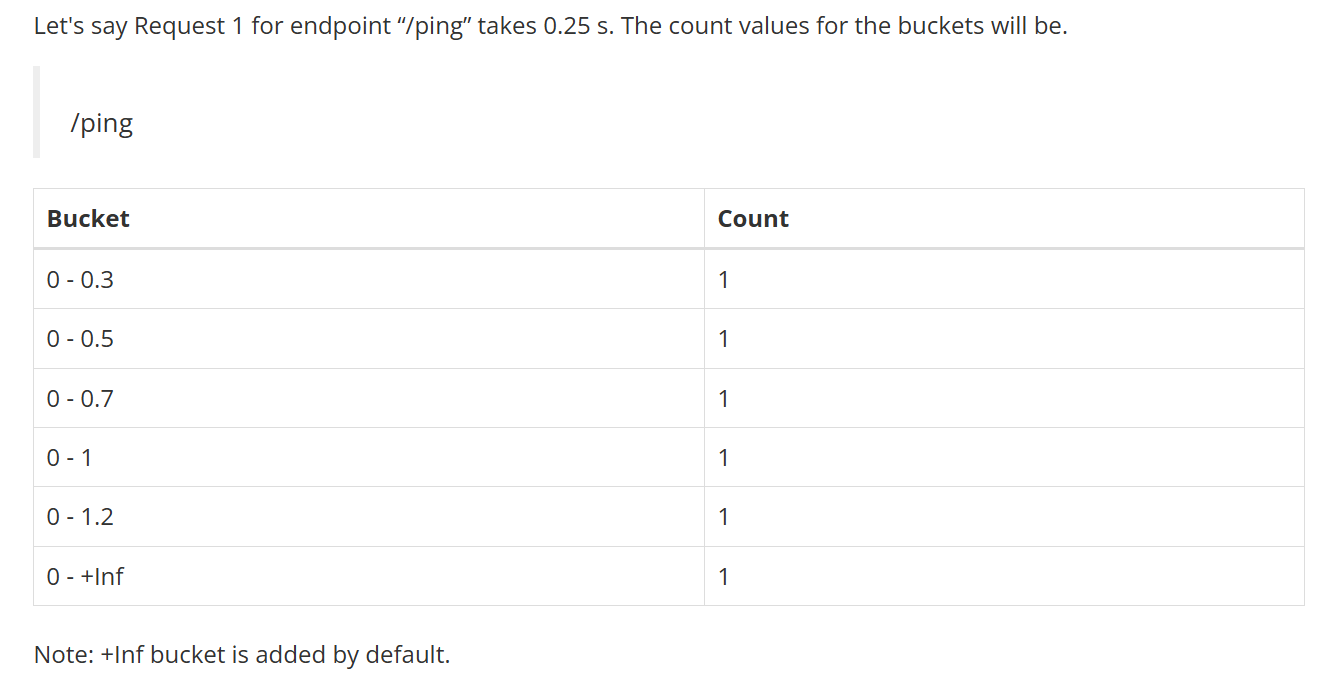 Let's say Request 1 for endpoint “/ping” takes 0.25 s. The count values for the buckets will be.
/ping
Bucket Count
0 - 0.3 1
0 - 0.5 1
0 - 0.7 1
0 - 1 1
0 - 1.2 1
0 - +Inf 1
Note: +Inf bucket is added by default.